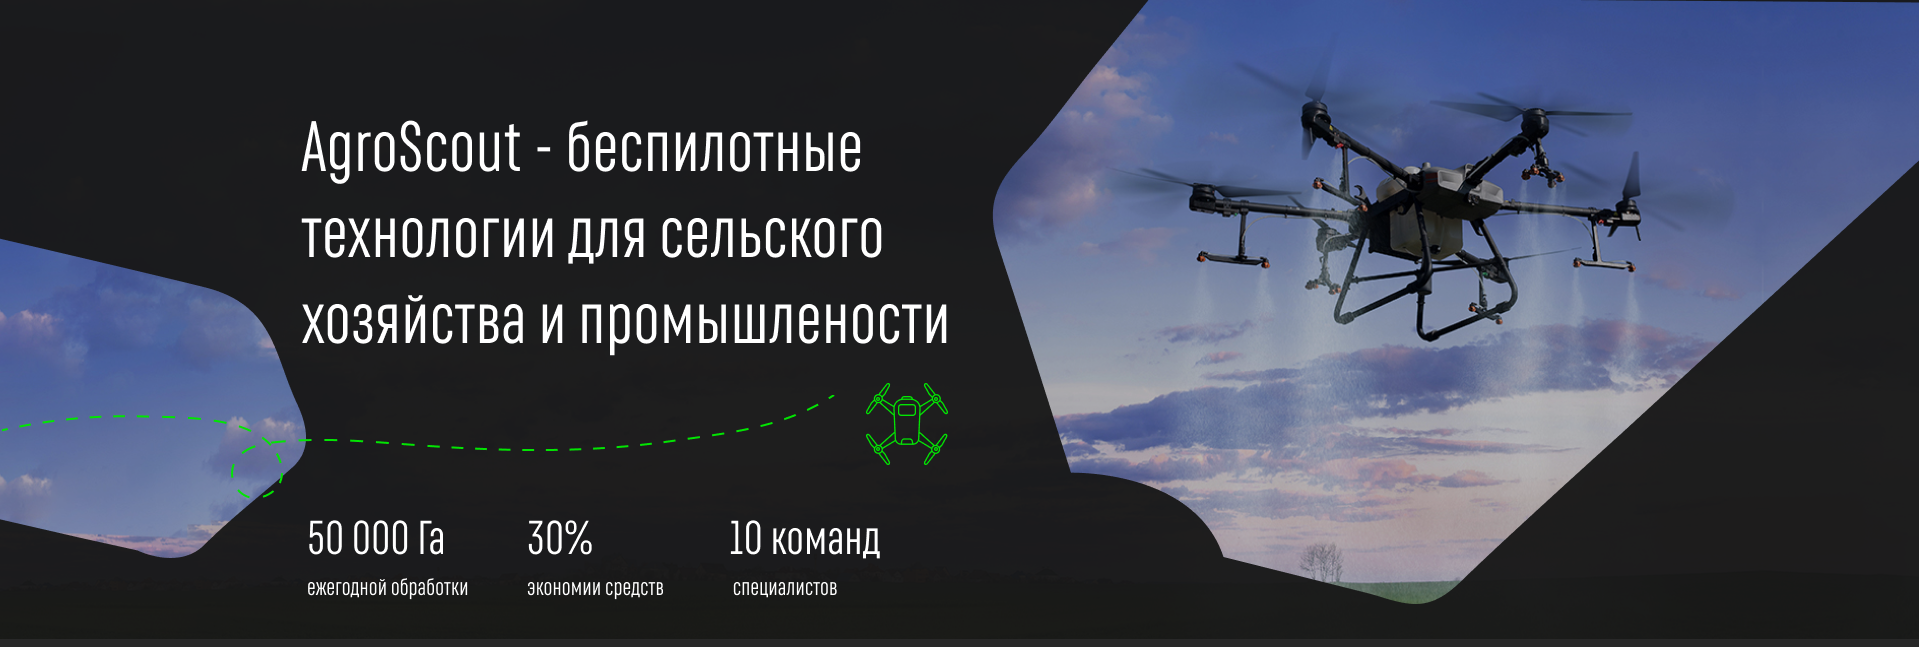 AgroScout - беспилотные
технологии для сельского
хозяйства и промышлености
50 000 Га
ежегодной обработки
30%
экономии средств
10 команд
специалистов